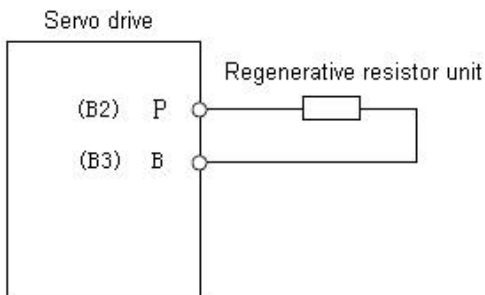 Servo drive
Regenerative resistor unit
(B2) P
(B3) B